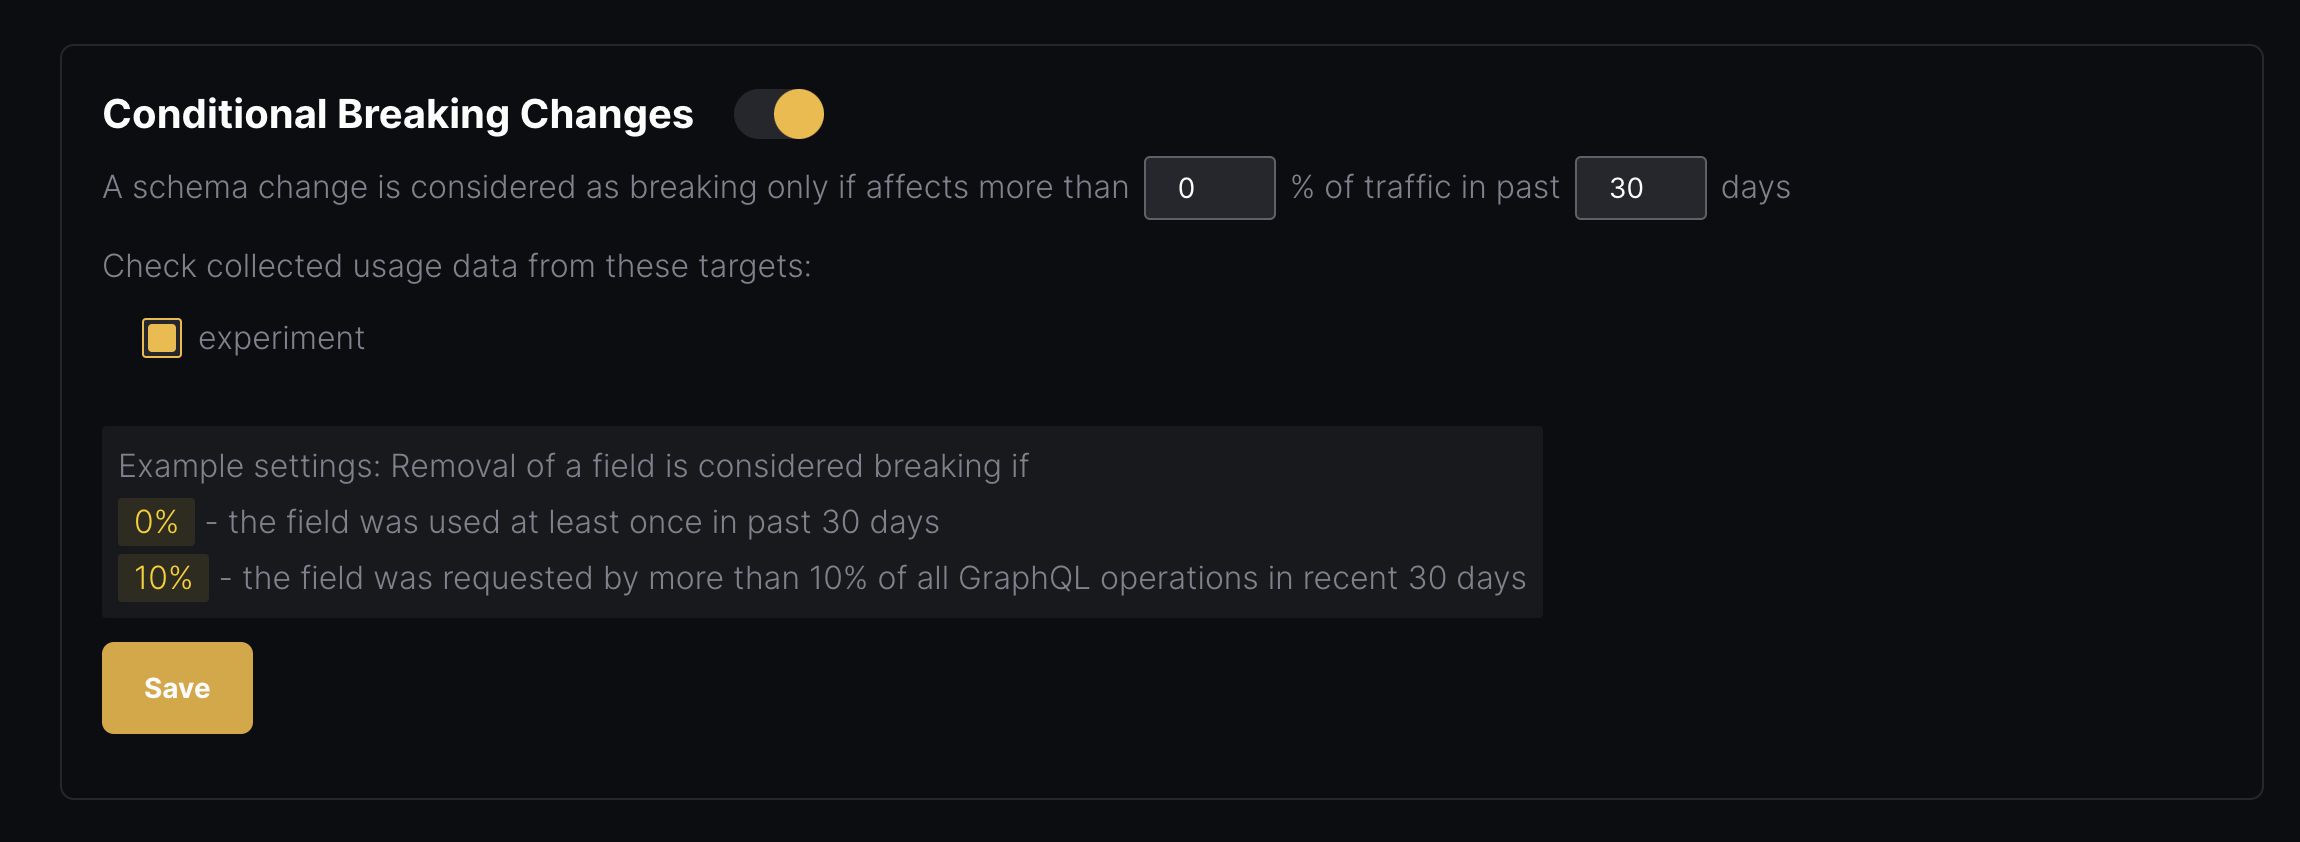 Conditional Breaking Changes
A schema change is considered as breaking only if affects more than 0 % of traffic in past 30 days
Check collected usage data from these targets:
experiment
Example settings: Removal of a field is considered breaking if
0% - the field was used at least once in past 30 days
10% - the field was requested by more than 10% of all GraphQL operations in recent 30 days
Save